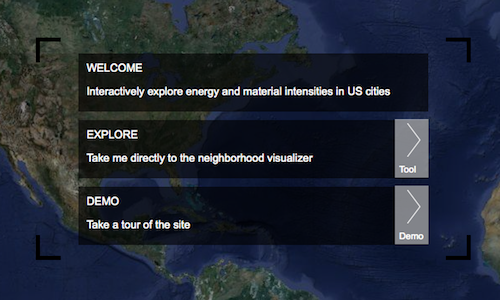 WELCOME
Interactively explore energy and material intensities in US cities
EXPLORE
Take me directly to the neighborhood visualizer
Tool
DEMO
Take a tour of the site
Demo